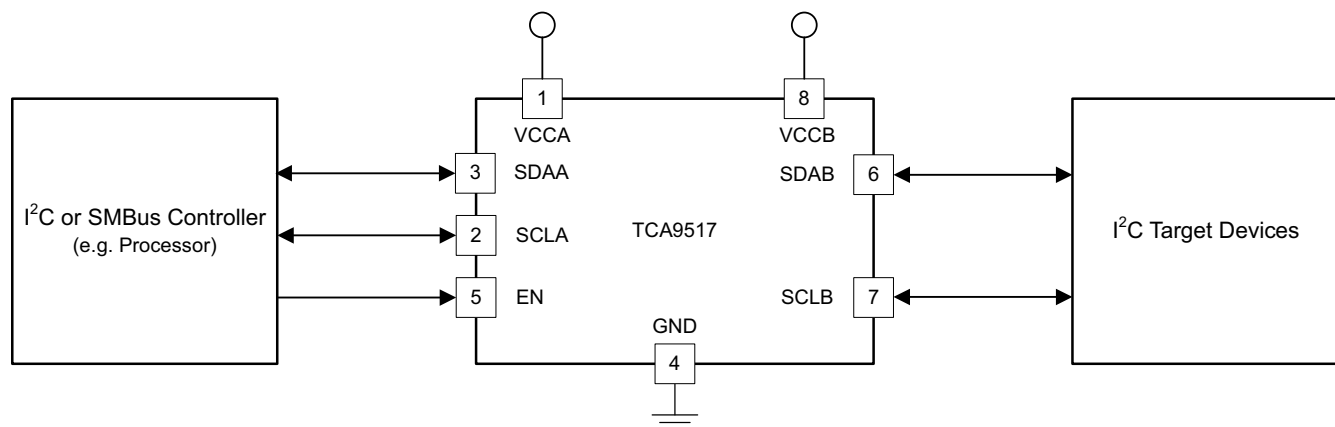 1
8
VCCA
VCCB
3
SDAA
SDAB
6
I²C or SMBus Controller
(e.g. Processor)
2
SCLA
TCA9517
I²C Target Devices
5
EN
SCLB
7
GND
4